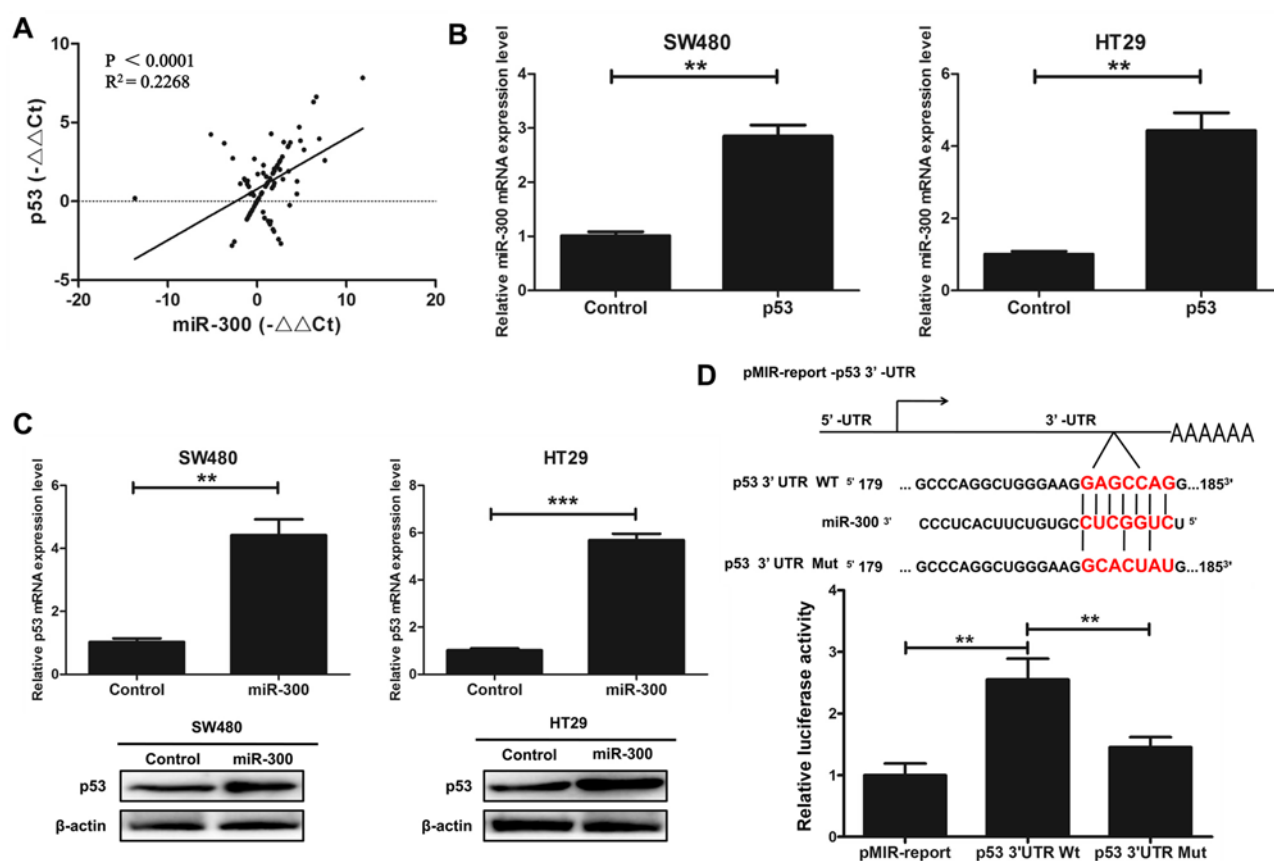 A
P < 0.0001
R² = 0.2268
p53 (-△△Ct)
10
5
0
-5
-20
-10
0
10
20
miR-300 (-△△Ct)
B
SW480
**
Relative miR-300 mRNA expression level
4
3
2
1
0
Control
p53
HT29
**
Relative miR-300 mRNA expression level
6
4
2
0
Control
p53
C
SW480
**
Relative p53 mRNA expression level
6
4
2
0
Control
miR-300
HT29
***
Relative p53 mRNA expression level
8
6
4
2
0
Control
miR-300
SW480
Control
miR-300
p53
β-actin
HT29
Control
miR-300
p53
β-actin
D
pMIR-report -p53 3' -UTR
5' -UTR
3' -UTR
AAAAAA
p53 3' UTR WT 5' 179 ... GCCCAGGCUGGGAAGGAGCCAGG...185 3'
miR-300 3' CCCUCACUUCUGUGCCUCGGUCU 5'
p53 3' UTR Mut 5' 179 ... GCCCAGGCUGGGAAGGCACUAUG...185 3'
**
**
Relative luciferase activity
4
3
2
1
0
pMIR-report
p53 3'UTR Wt
p53 3'UTR Mut